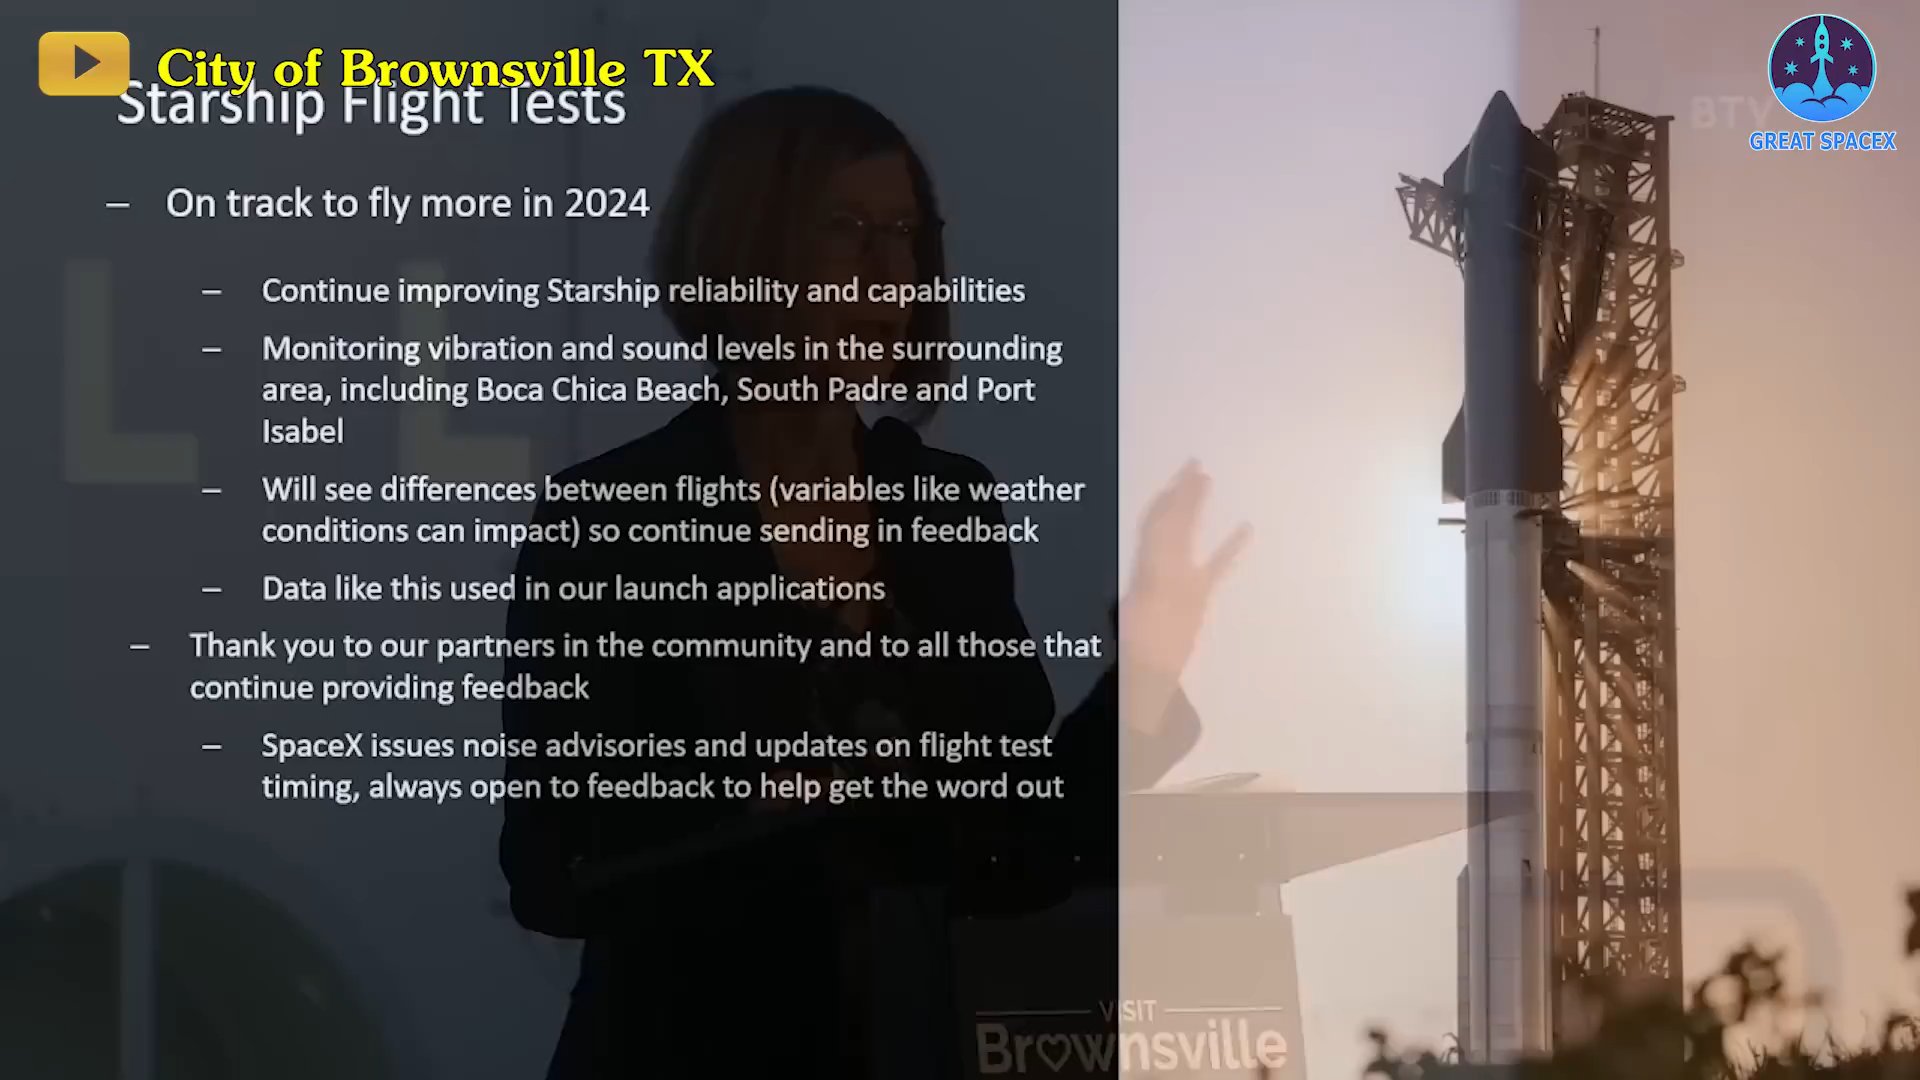 City of Brownsville TX
Starship Flight Tests
– On track to fly more in 2024
– Continue improving Starship reliability and capabilities
– Monitoring vibration and sound levels in the surrounding
area, including Boca Chica Beach, South Padre and Port
Isabel
– Will see differences between flights (variables like weather
conditions can impact) so continue sending in feedback
– Data like this used in our launch applications
– Thank you to our partners in the community and to all those that
continue providing feedback
– SpaceX issues noise advisories and updates on flight test
timing, always open to feedback to help get the word out
BTX
GREAT SPACEX
VISIT
Brownsville